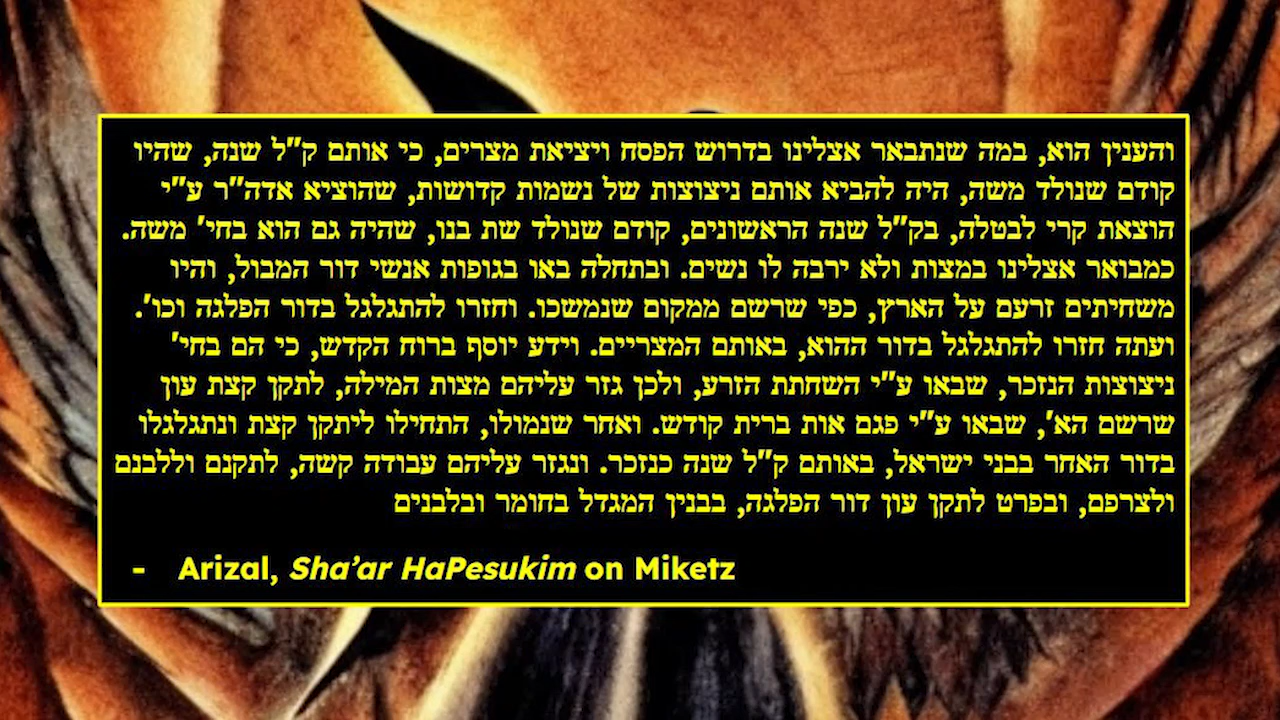 והענין הוא, במה שנתבאר אצלינו בדרוש הפסח ויציאת מצרים, כי אותם ק"ל שנה, שהיו
קודם שנולד משה, היה להביא אותם ניצוצות של נשמות קדושות, שהוציא אדה"ר ע"י
הוצאת קרי לבטלה, בק"ל שנה הראשונים, קודם שנולד שת בנו, שהיה גם הוא בחי' משה.
כמבואר אצלינו במצות ולא ירבה לו נשים. ובתחלה באו בגופות אנשי דור המבול, והיו
משחיתים זרעם על הארץ, כפי שרשם ממקום שנמשכו. וחזרו להתגלגל בדור הפלגה וכו'.
ועתה חזרו להתגלגל בדור ההוא, באותם המצריים. וידע יוסף ברוח הקדש, כי הם בחי'
ניצוצות הנזכר, שבאו ע"י השחתת הזרע, ולכן גזר עליהם מצות המילה, לתקן קצת עון
שרשם הא', שבאו ע"י פגם אות ברית קודש. ואחר שנמולו, התחילו ליתקן קצת ונתגלגלו
בדור האחר בבני ישראל, באותם ק"ל שנה כנזכר. ונגזר עליהם עבודה קשה, לתקנם וללבנם
ולצרפם, ובפרט לתקן עון דור הפלגה, בבנין המגדל בחומר ובלבנים
- Arizal, Sha’ar HaPesukim on Miketz